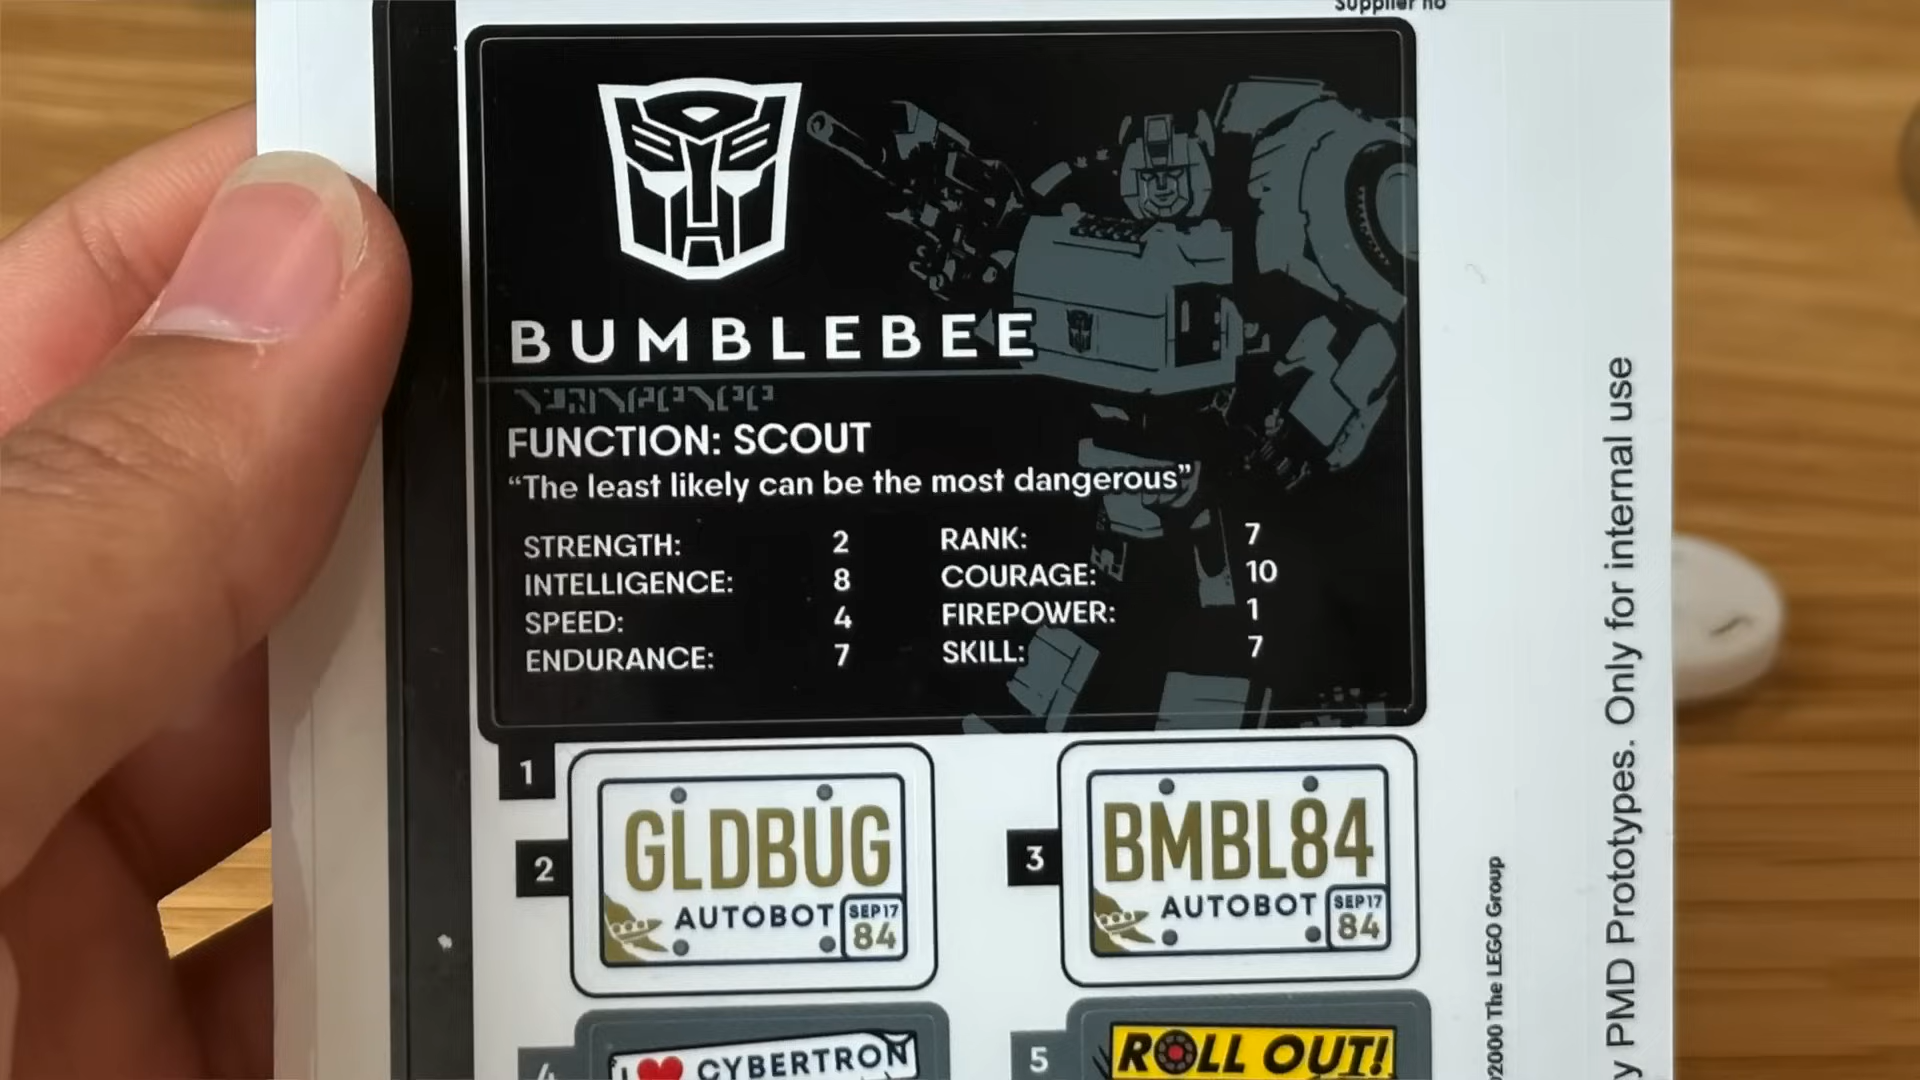 Supplier no
BUMBLEBEE
FUNCTION: SCOUT
“The least likely can be the most dangerous”
STRENGTH: 2
INTELLIGENCE: 8
SPEED: 4
ENDURANCE: 7
RANK: 7
COURAGE: 10
FIREPOWER: 1
SKILL: 7
1
2
GLDBUG
AUTOBOT
SEP17
84
3
BMBL84
AUTOBOT
SEP17
84
4
I ❤ CYBERTRON
5
ROLL OUT!
2000 The LEGO Group
PMD Prototypes. Only for internal use